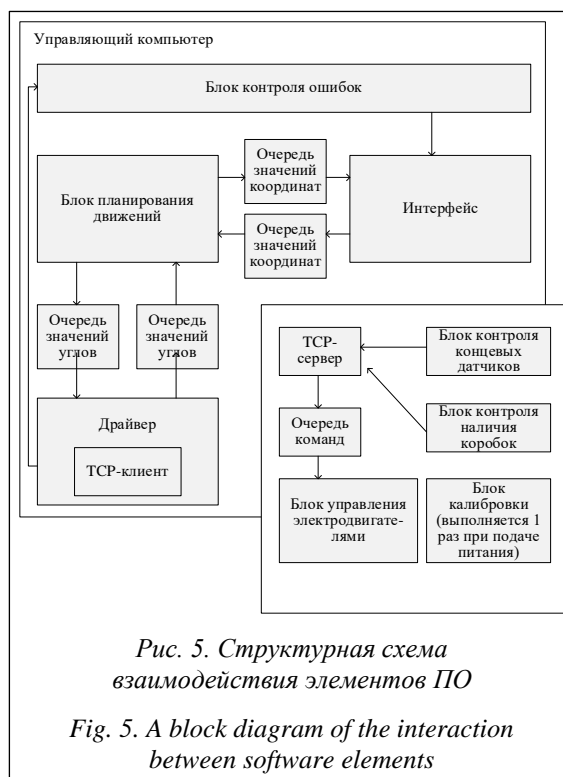 Управляющий компьютер
Блок контроля ошибок
Блок планирования
движений
Очередь
значений
координат
Очередь
значений
координат
Интерфейс
Очередь
значений
углов
Очередь
значений
углов
Драйвер
TCP-клиент
TCP-
сервер
Очередь
команд
Блок управления
электродвигате-
лями
Блок контроля
концевых
датчиков
Блок контроля
наличия
коробок
Блок
калибровки
(выполняется 1
раз при подаче
питания)
Рис. 5. Структурная схема
взаимодействия элементов ПО
Fig. 5. A block diagram of the interaction
between software elements